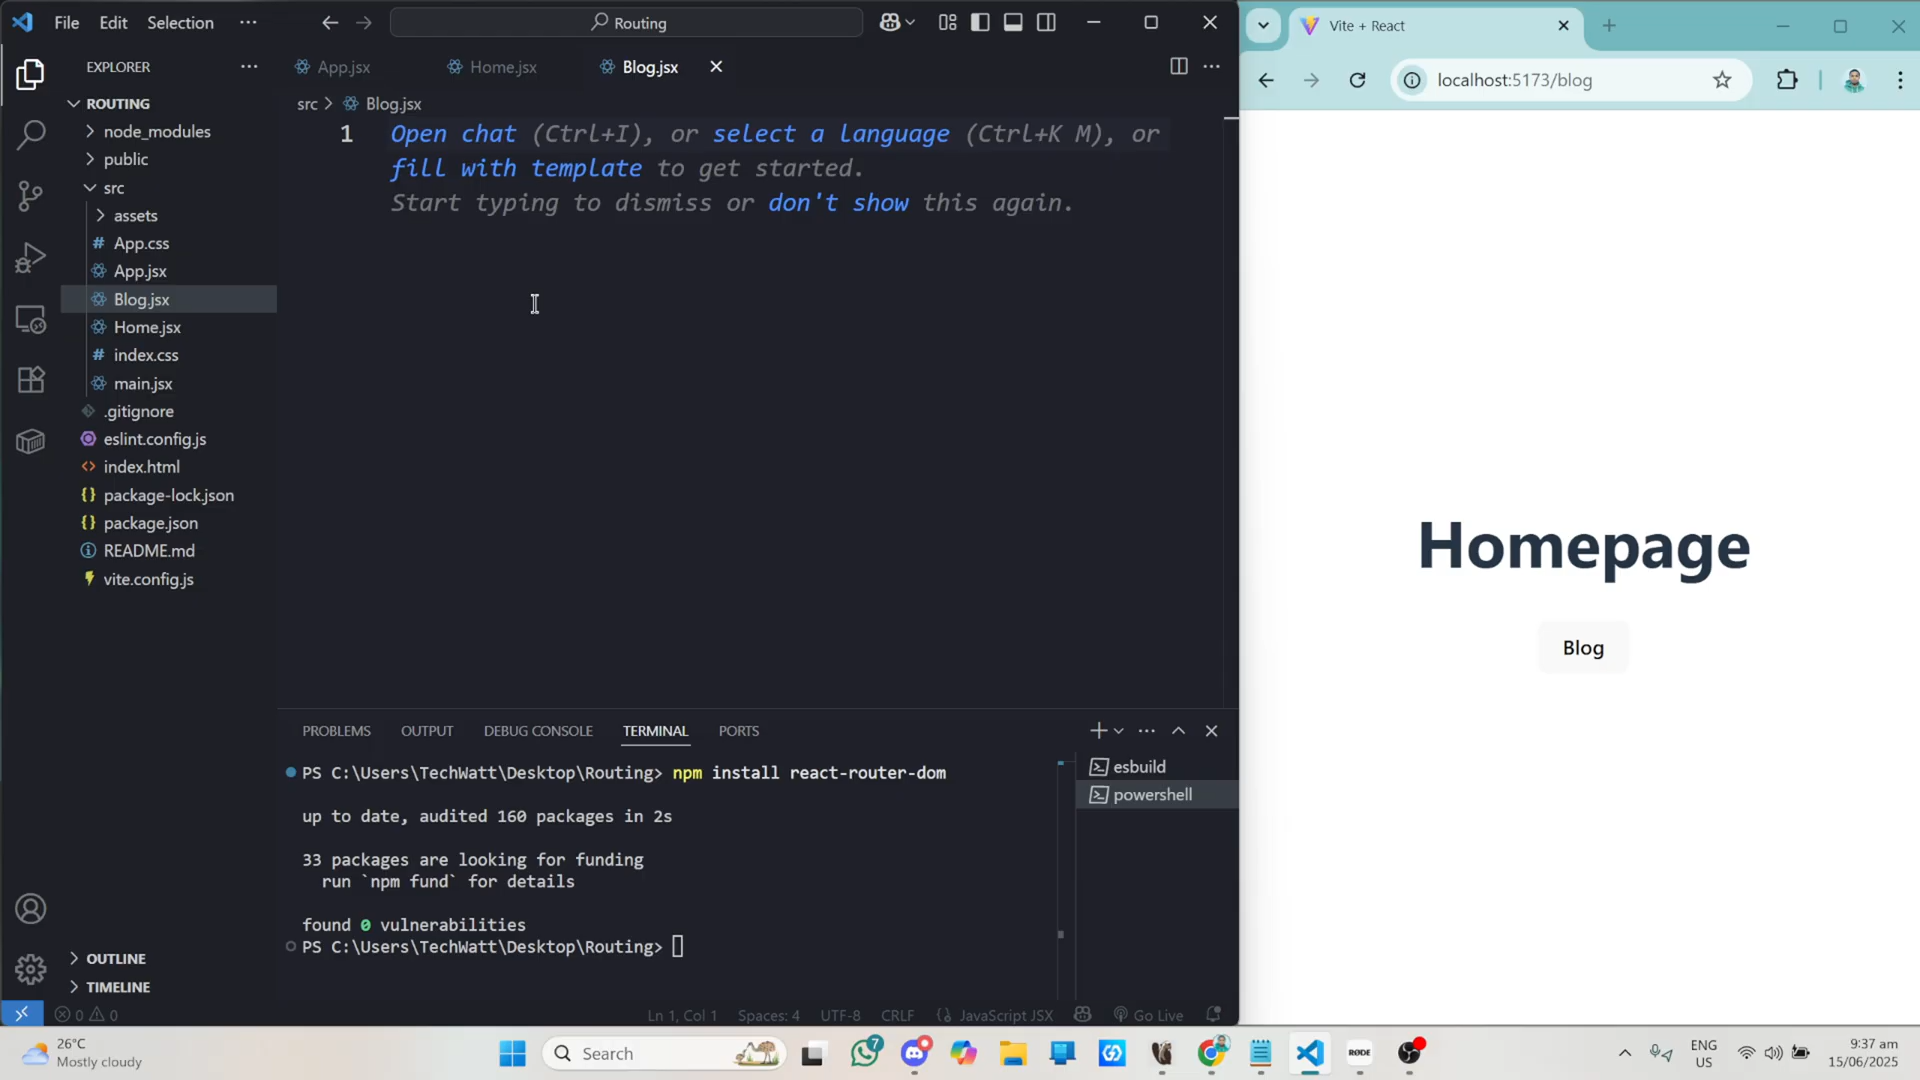 File Edit Selection ···
Routing
EXPLORER ···
ROUTING
node_modules
public
src
assets
# App.css
App.jsx
Blog.jsx
Home.jsx
# index.css
main.jsx
.gitignore
eslint.config.js
<> index.html
{} package-lock.json
{} package.json
README.md
vite.config.js
OUTLINE
TIMELINE
App.jsx Home.jsx Blog.jsx
src > Blog.jsx
1 Open chat (Ctrl+I), or select a language (Ctrl+K M), or
fill with template to get started.
Start typing to dismiss or don't show this again.
PROBLEMS OUTPUT DEBUG CONSOLE TERMINAL PORTS
PS C:\Users\TechWatt\Desktop\Routing> npm install react-router-dom
up to date, audited 160 packages in 2s
33 packages are looking for funding
run `npm fund` for details
found 0 vulnerabilities
PS C:\Users\TechWatt\Desktop\Routing>
esbuild
powershell
0 0 Ln 1, Col 1 Spaces: 4 UTF-8 CRLF {} JavaScript JSX Go Live
Vite + React
localhost:5173/blog
Homepage
Blog
26°C
Mostly cloudy
Search
7
RØDE
ENG
US
9:37 am
15/06/2025